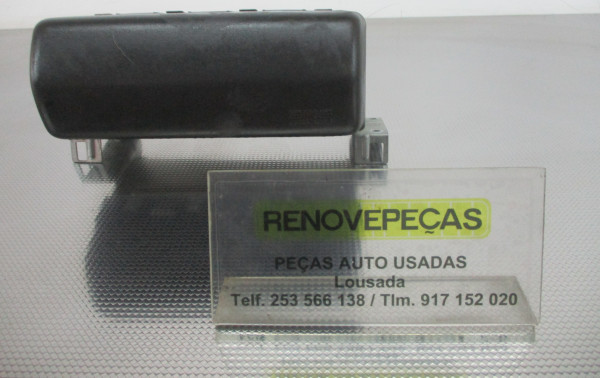 RENOVEPEÇAS
PEÇAS AUTO USADAS
Lousada
Telf. 253 566 138 / Tlm. 917 152 020